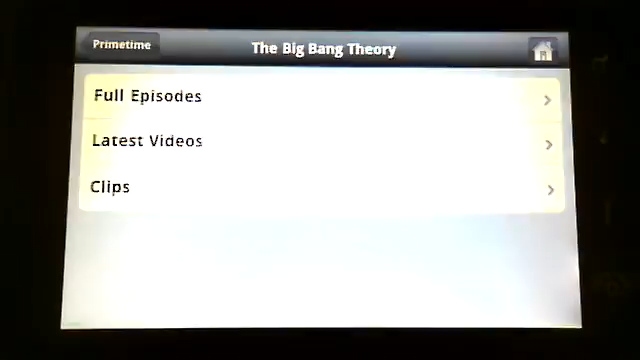 Primetime
The Big Bang Theory
Full Episodes
Latest Videos
Clips